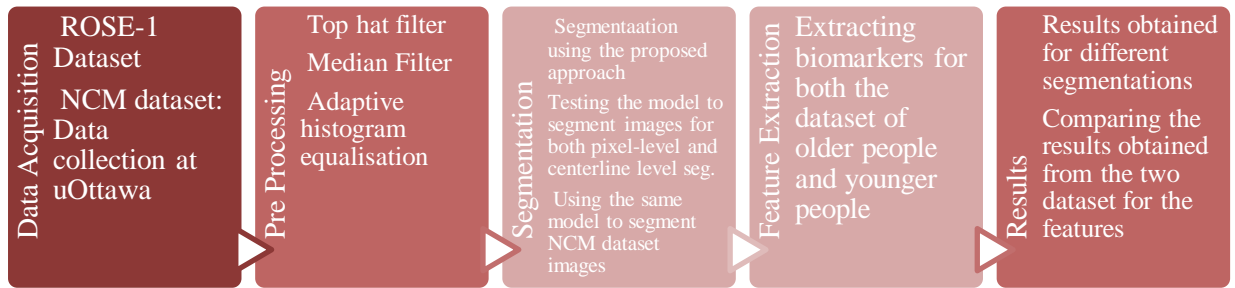 Data Acquisition
ROSE-1
Dataset
NCM dataset:
Data
collection at
uOttawa
Pre Processing
Top hat filter
Median Filter
Adaptive
histogram
equalisation
Segmentation
Segmentaation
using the proposed
approach
Testing the model to
segment images for
both pixel-level and
centerline level seg.
Using the same
model to segment
NCM dataset
images
Feature Extraction
Extracting
biomarkers for
both the
dataset of
older people
and younger
people
Results
Results obtained
for different
segmentations
Comparing the
results obtained
from the two
dataset for the
features